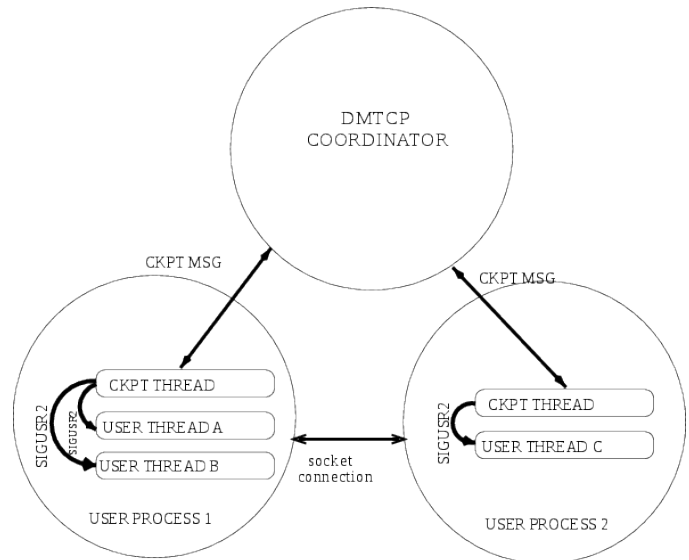 DMTCP
COORDINATOR
CKPT MSG
CKPT MSG
CKPT THREAD
USER THREAD A
USER THREAD B
SIGUSR2
SIGUSR2
USER PROCESS 1
socket
connection
CKPT THREAD
USER THREAD C
SIGUSR2
USER PROCESS 2